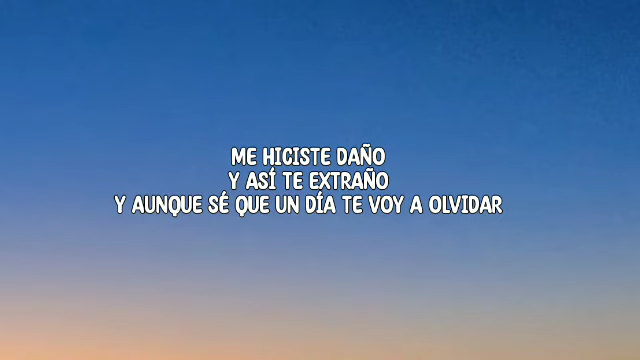 ME HICISTE DAÑO
Y ASÍ TE EXTRAÑO
Y AUNQUE SÉ QUE UN DÍA TE VOY A OLVIDAR